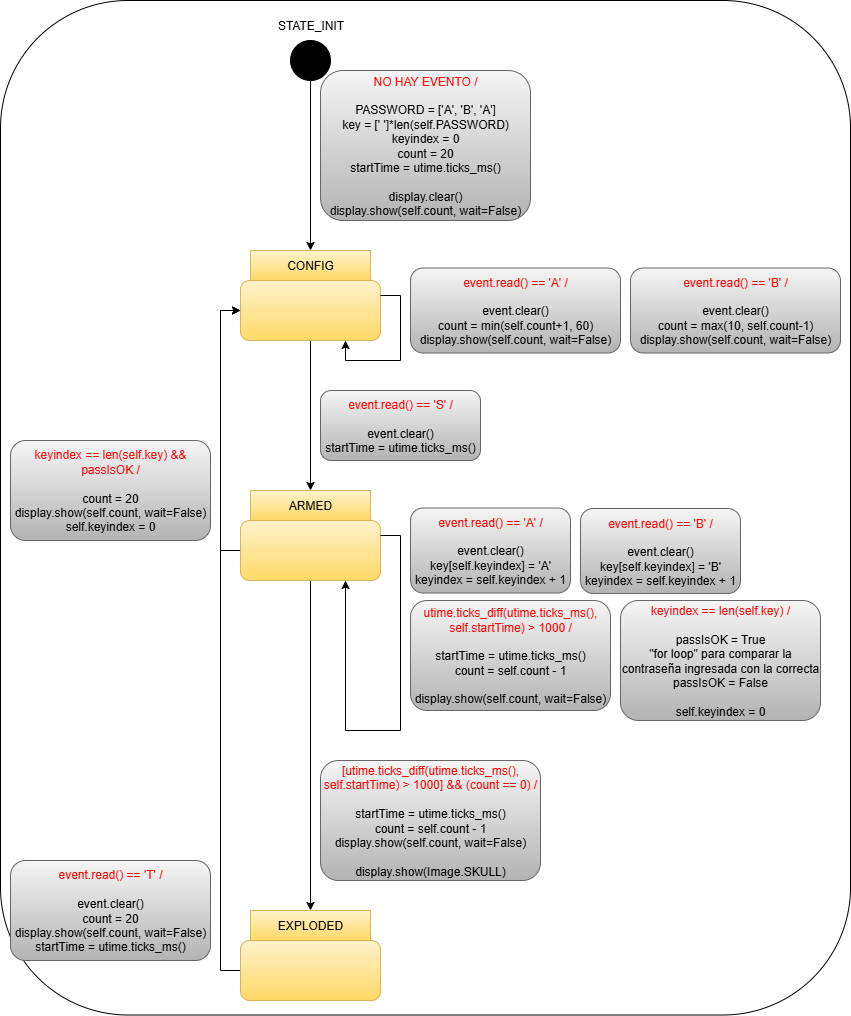 STATE_INIT
NO HAY EVENTO /
PASSWORD = ['A', 'B', 'A']
key = [' ']*len(self.PASSWORD)
keyindex = 0
count = 20
startTime = utime.ticks_ms()
display.clear()
display.show(self.count, wait=False)
CONFIG
event.read() == 'A' /
event.clear()
count = min(self.count+1, 60)
display.show(self.count, wait=False)
event.read() == 'B' /
event.clear()
count = max(10, self.count-1)
display.show(self.count, wait=False)
event.read() == 'S' /
event.clear()
startTime = utime.ticks_ms()
keyindex == len(self.key) &&
passIsOK /
count = 20
display.show(self.count, wait=False)
self.keyindex = 0
ARMED
event.read() == 'A' /
event.clear()
key[self.keyindex] = 'A'
keyindex = self.keyindex + 1
event.read() == 'B' /
event.clear()
key[self.keyindex] = 'B'
keyindex = self.keyindex + 1
utime.ticks_diff(utime.ticks_ms(),
self.startTime) > 1000 /
startTime = utime.ticks_ms()
count = self.count - 1
display.show(self.count, wait=False)
keyindex == len(self.key) /
passIsOK = True
"for loop" para comparar la
contraseña ingresada con la correcta
passIsOK = False
self.keyindex = 0
[utime.ticks_diff(utime.ticks_ms(),
self.startTime) > 1000] && (count == 0) /
startTime = utime.ticks_ms()
count = self.count - 1
display.show(self.count, wait=False)
display.show(Image.SKULL)
event.read() == 'T' /
event.clear()
count = 20
display.show(self.count, wait=False)
startTime = utime.ticks_ms()
EXPLODED